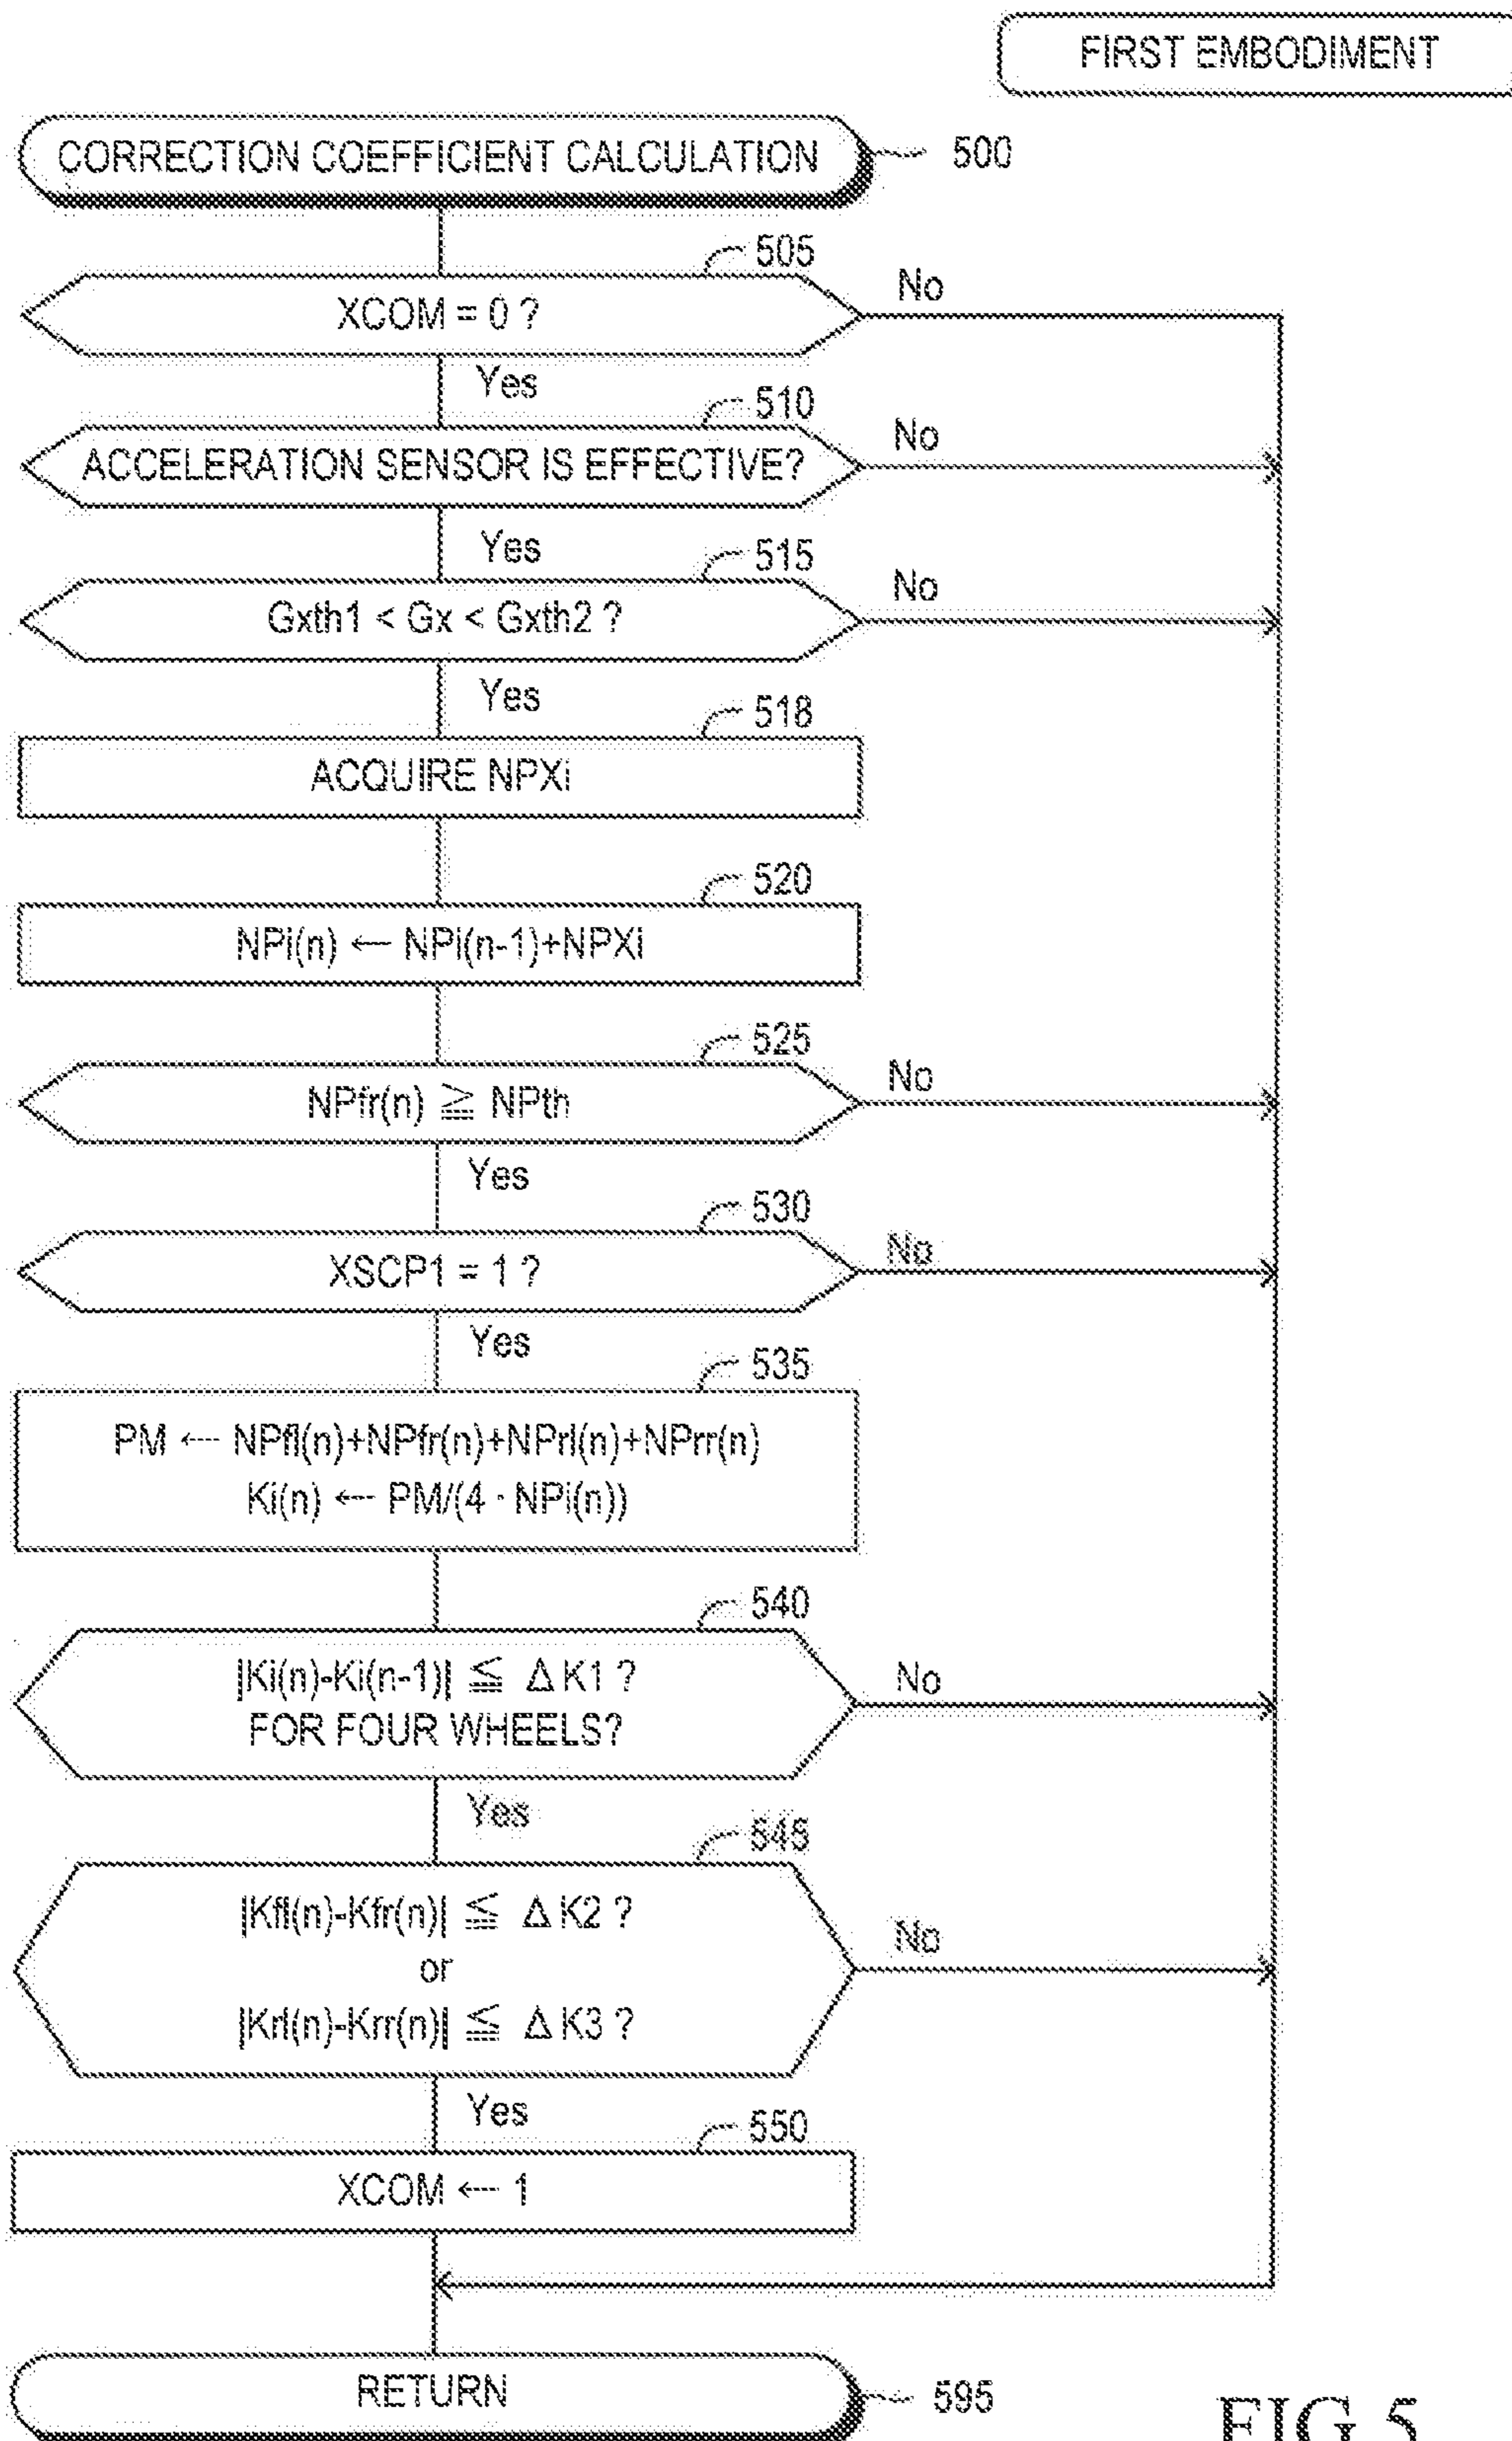 FIRST EMBODIMENT
CORRECTION COEFFICIENT CALCULATION
500
505
XCOM = 0 ?
No
Yes
510
ACCELERATION SENSOR IS EFFECTIVE?
No
Yes
515
Gxth1 < Gx < Gxth2 ?
No
Yes
518
ACQUIRE NPXi
520
NPi(n) ← NPi(n-1)+NPXi
525
NPfr(n) ≧ NPth
No
Yes
530
XSCP1 = 1 ?
No
Yes
535
PM ← NPfl(n)+NPfr(n)+NPrl(n)+NPrr(n)
Ki(n) ← PM/(4 · NPi(n))
540
|Ki(n)-Ki(n-1)| ≦ ΔK1 ?
FOR FOUR WHEELS?
No
Yes
545
|Kfl(n)-Kfr(n)| ≦ ΔK2 ?
or
|Krl(n)-Krr(n)| ≦ ΔK3 ?
No
Yes
550
XCOM ← 1
RETURN
595
FIG.5